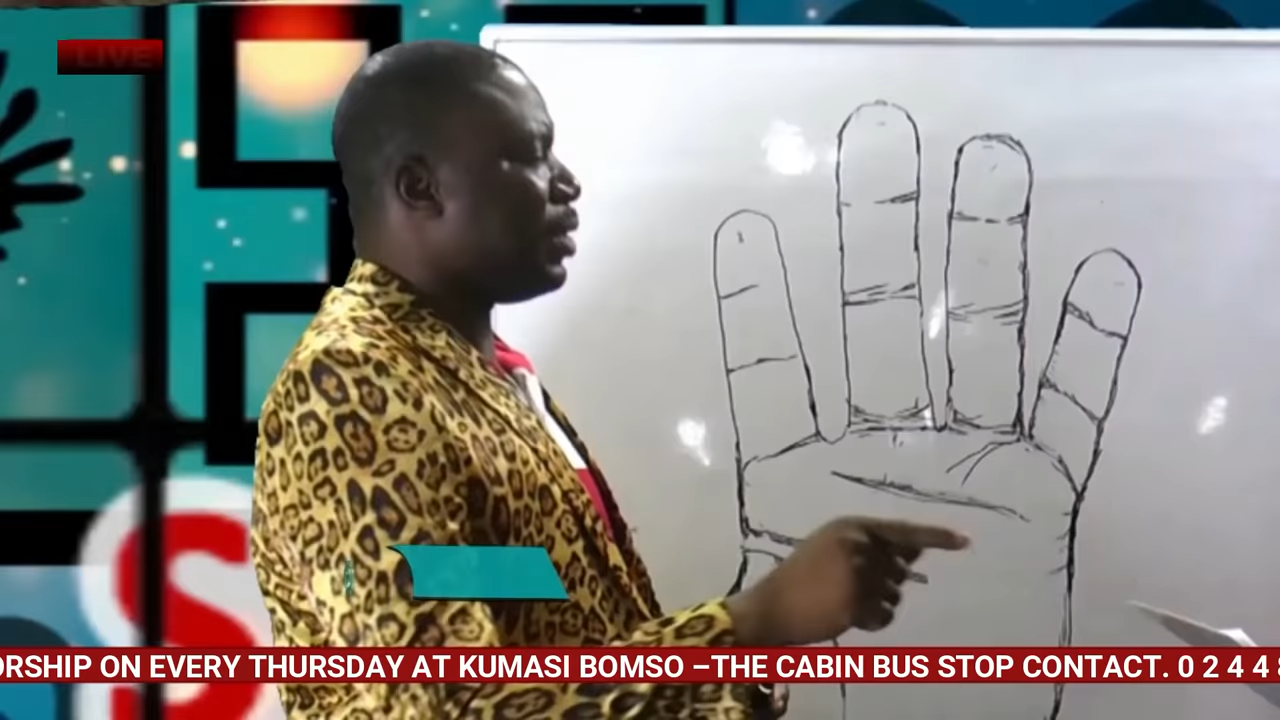 LIVE
S
ORSHIP ON EVERY THURSDAY AT KUMASI BOMSO –THE CABIN BUS STOP CONTACT. 0 2 4 4